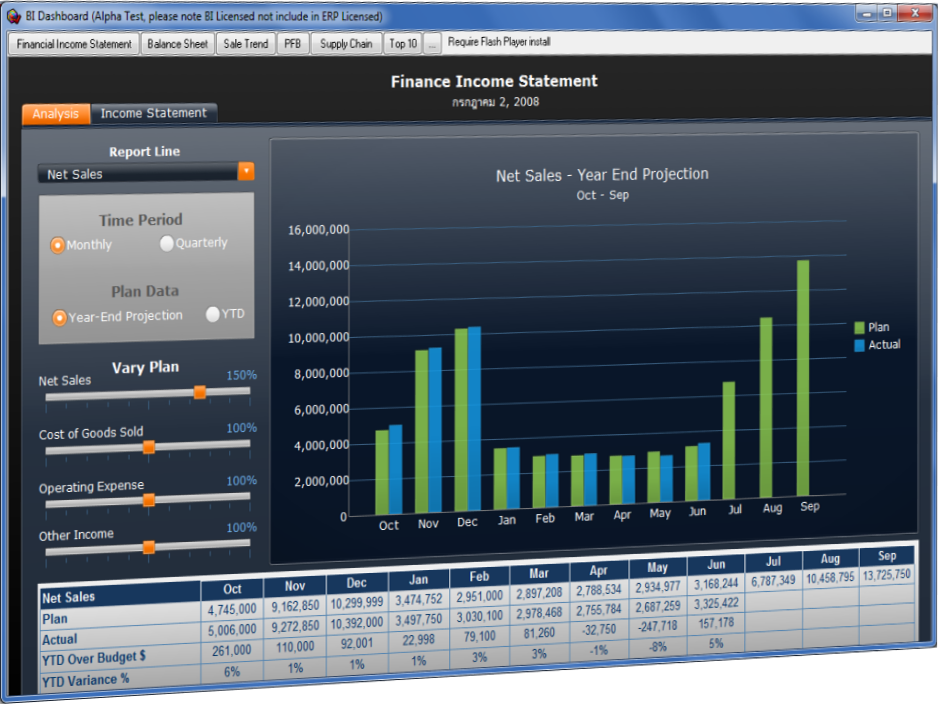 BI Dashboard (Alpha Test, please note BI Licensed not include in ERP Licensed)
Financial Income Statement Balance Sheet Sale Trend PFB Supply Chain Top 10 ... Require Flash Player install
Finance Income Statement
กรกฎาคม 2, 2008
Analysis Income Statement
Report Line
Net Sales
Time Period
Monthly Quarterly
Plan Data
Year-End Projection YTD
Vary Plan
Net Sales 150%
Cost of Goods Sold 100%
Operating Expense 100%
Other Income 100%
Net Sales - Year End Projection
Oct - Sep
16,000,000
14,000,000
12,000,000
10,000,000
8,000,000
6,000,000
4,000,000
2,000,000
0
Oct Nov Dec Jan Feb Mar Apr May Jun Jul Aug Sep
Plan
Actual
Net Sales Oct Nov Dec Jan Feb Mar Apr May Jun Jul Aug Sep
Plan 4,745,000 9,162,850 10,299,999 3,474,752 2,951,000 2,897,208 2,788,534 2,934,977 3,168,244 6,787,349 10,458,795 13,725,750
Actual 5,006,000 9,272,850 10,392,000 3,497,750 3,030,100 2,978,468 2,755,784 2,687,259 3,325,422
YTD Over Budget $ 261,000 110,000 92,001 22,998 79,100 81,260 -32,750 -247,718 157,178
YTD Variance % 6% 1% 1% 1% 3% 3% -1% -8% 5%